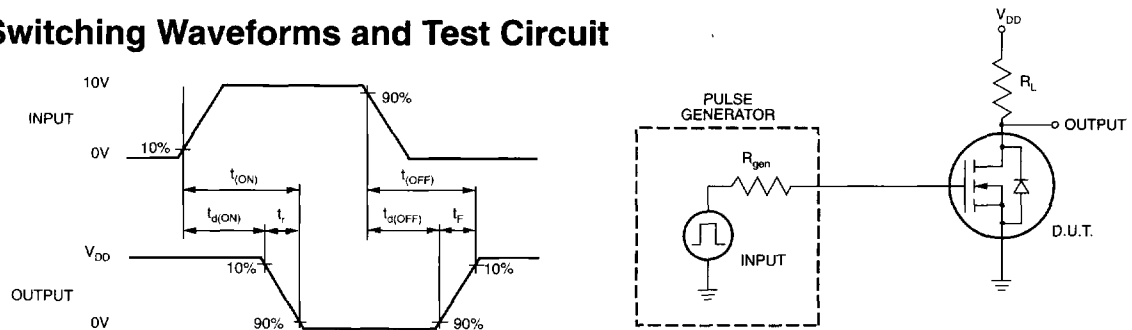 Switching Waveforms and Test Circuit
10V
INPUT
0V
10%
90%
t(ON)
t(OFF)
td(ON)
tr
td(OFF)
tF
VDD
10%
10%
OUTPUT
0V
90%
90%
VDD
RL
PULSE
GENERATOR
OUTPUT
Rgen
INPUT
D.U.T.